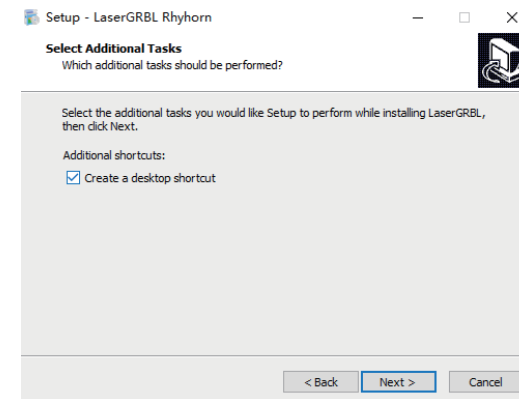 Setup - LaserGRBL Rhyhorn
Select Additional Tasks
Which additional tasks should be performed?
Select the additional tasks you would like Setup to perform while installing LaserGRBL,
then click Next.
Additional shortcuts:
Create a desktop shortcut
< Back Next > Cancel